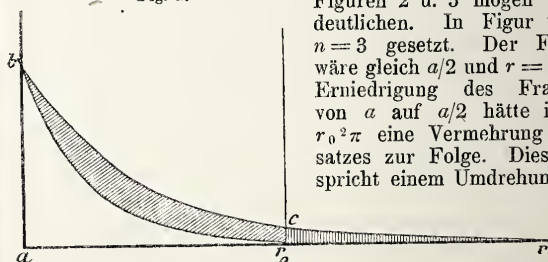 Figuren 2 u. 3 mögen
deutlichen. In Figur
n = 3 gesetzt. Der F
wäre gleich a/2 und r =
Erniedrigung des Fra
von a auf a/2 hätte i
r₀²π eine Vermehrung
satzes zur Folge. Dies
spricht einem Umdrehun
b
c
a
r₀
r